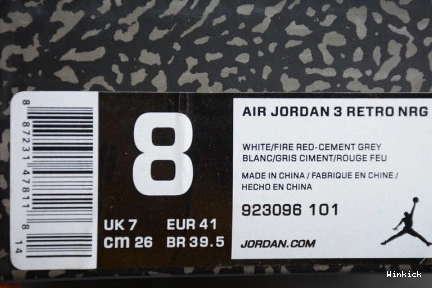 8 87231 47811 8 14
8
UK 7 EUR 41
CM 26 BR 39.5
AIR JORDAN 3 RETRO NRG
WHITE/FIRE RED-CEMENT GREY
BLANC/GRIS CIMENT/ROUGE FEU
MADE IN CHINA / FABRIQUE EN CHINE /
HECHO EN CHINA
923096 101
JORDAN.COM
Winkick